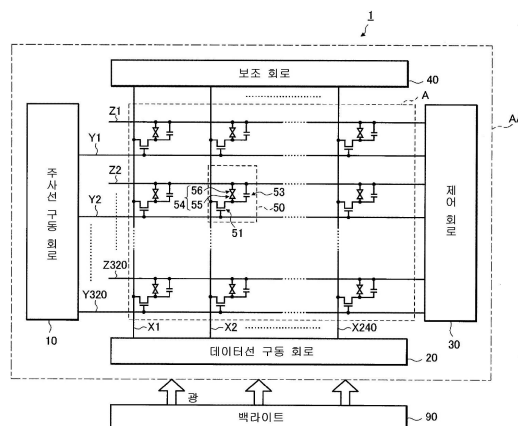 1
보조 회로
40
A
AA
Z1
Y1
Z2
56
53
54
55
50
Y2
51
주사선 구동 회로
제어 회로
Z320
Y320
10
X1
X2
X240
30
데이터선 구동 회로
20
광
백라이트
90